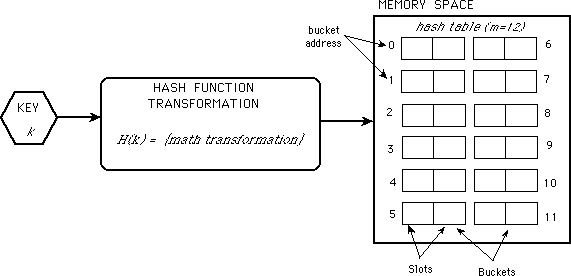 MEMORY SPACE
bucket
address
hash table (m=12)
0
6
1
7
2
8
3
9
4
10
5
11
KEY
k
HASH FUNCTION
TRANSFORMATION
H(k) = {math transformation}
Slots
Buckets